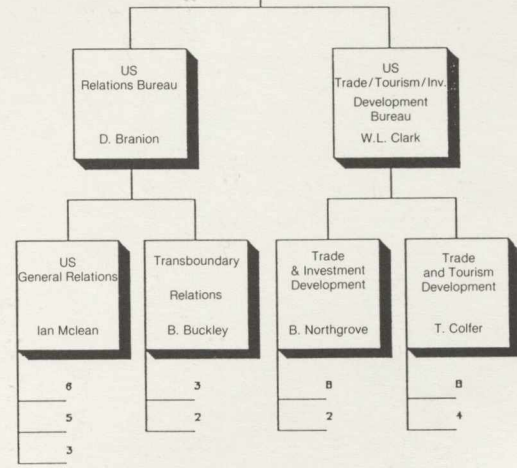 US
Relations Bureau
D. Branion
US
Trade/Tourism/Inv.
Development
Bureau
W.L. Clark
US
General Relations
Ian Mclean
Transboundary
Relations
B. Buckley
Trade
& Investment
Development
B. Northgrove
Trade
and Tourism
Development
T. Colfer
6
5
3
3
2
8
2
8
4